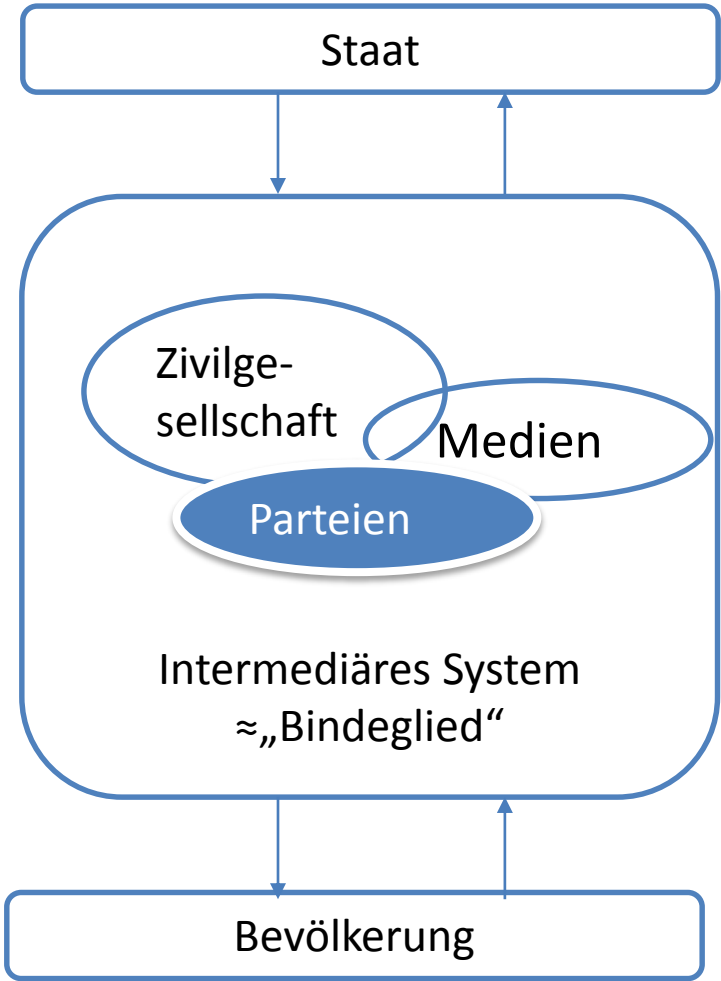 Staat
Zivilge-
sellschaft
Medien
Parteien
Intermediäres System
≈„Bindeglied“
Bevölkerung